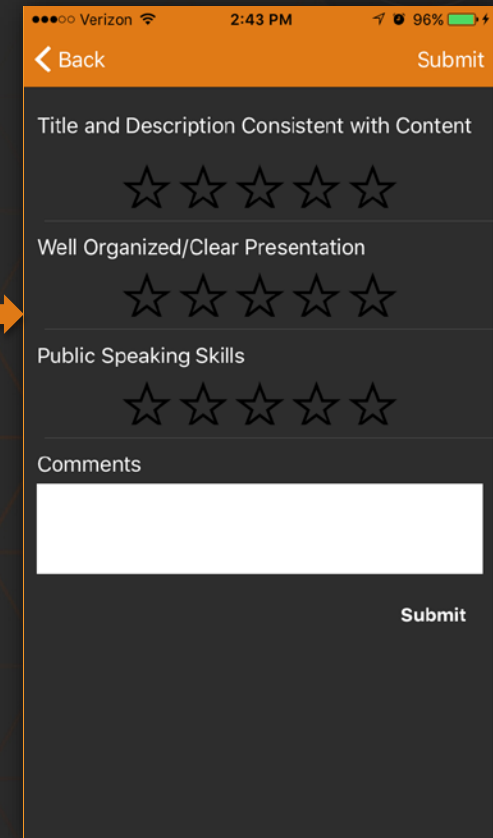 Verizon 2:43 PM 96%
Back Submit
Title and Description Consistent with Content
Well Organized/Clear Presentation
Public Speaking Skills
Comments
Submit